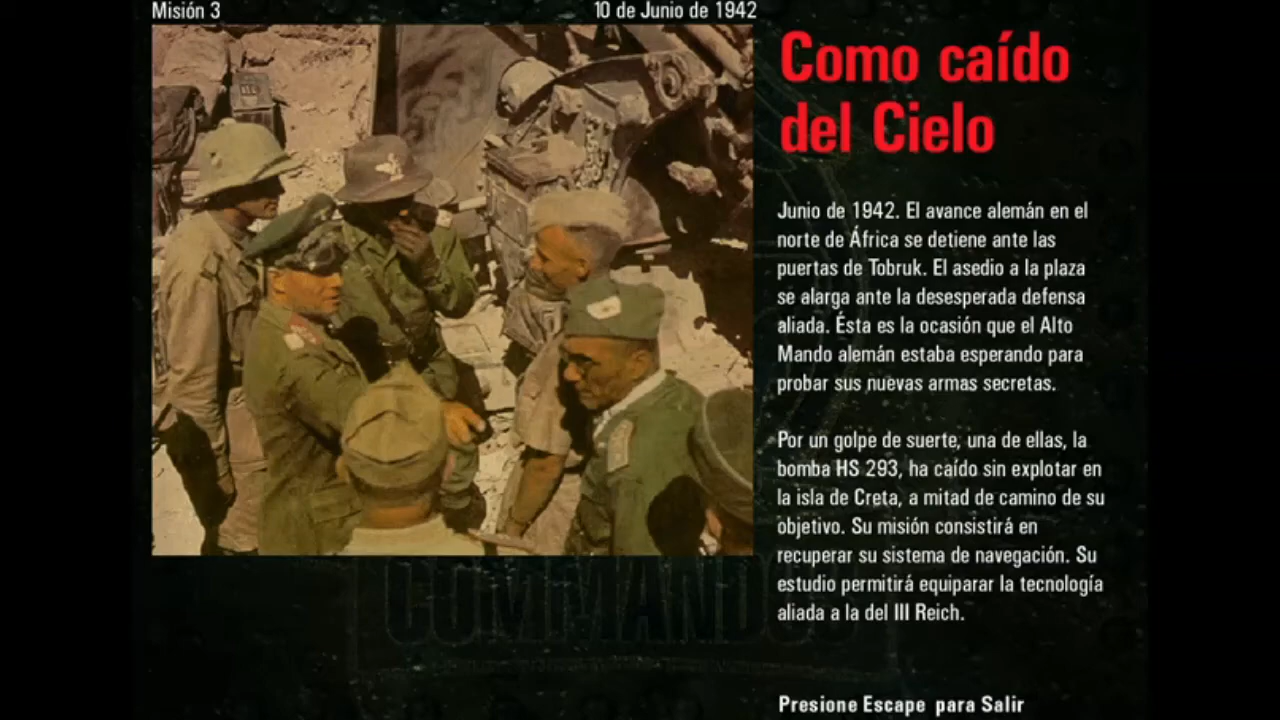 Misión 3
10 de Junio de 1942
Como caído
del Cielo
Junio de 1942. El avance alemán en el
norte de África se detiene ante las
puertas de Tobruk. El asedio a la plaza
se alarga ante la desesperada defensa
aliada. Ésta es la ocasión que el Alto
Mando alemán estaba esperando para
probar sus nuevas armas secretas.
Por un golpe de suerte, una de ellas, la
bomba HS 293, ha caído sin explotar en
la isla de Creta, a mitad de camino de su
objetivo. Su misión consistirá en
recuperar su sistema de navegación. Su
estudio permitirá equiparar la tecnología
aliada a la del III Reich.
COMMANDOS
Presione Escape para Salir